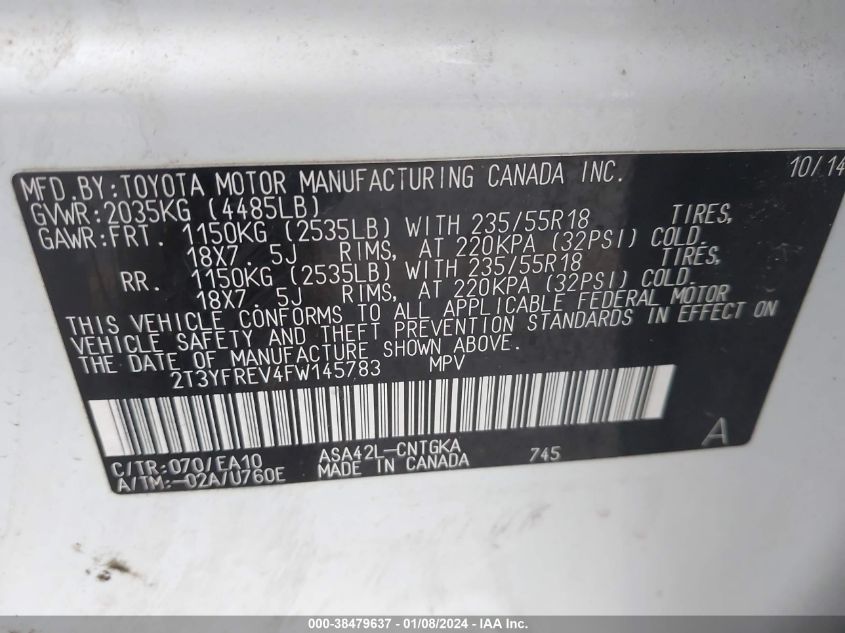 MFD.BY:TOYOTA MOTOR MANUFACTURING CANADA INC. 10/14
GVWR:2035KG (4485LB)
GAWR:FRT. 1150KG (2535LB) WITH 235/55R18 TIRES,
18X7.5J RIMS, AT 220KPA (32PSI) COLD.
RR. 1150KG (2535LB) WITH 235/55R18 TIRES,
18X7.5J RIMS, AT 220KPA (32PSI) COLD.
THIS VEHICLE CONFORMS TO ALL APPLICABLE FEDERAL MOTOR
VEHICLE SAFETY AND THEFT PREVENTION STANDARDS IN EFFECT ON
THE DATE OF MANUFACTURE SHOWN ABOVE.
2T3YFREV4FW145783 MPV
C/TR:070/EA10 ASA42L-CNTGKA 745 A
A/TM:-02A/U760E MADE IN CANADA
000-38479637 - 01/08/2024 - IAA Inc.